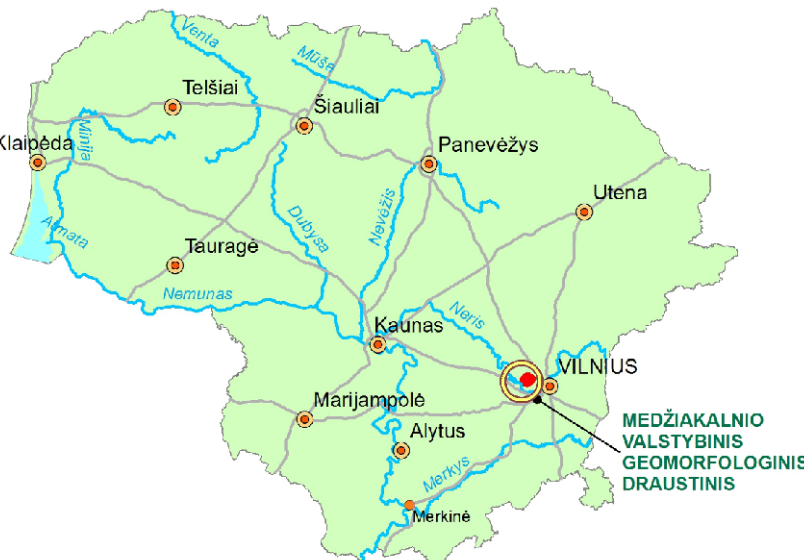 Venta
Mūša
Telšiai
Šiauliai
Minija
Klaipėda
Panevėžys
Utena
Dubysa
Nevėžis
Atmata
Tauragė
Nemunas
Neris
Kaunas
VILNIUS
Marijampolė
MEDŽIAKALNIO
VALSTYBINIS
GEOMORFOLOGINIS
DRAUSTINIS
Alytus
Merkys
Merkinė